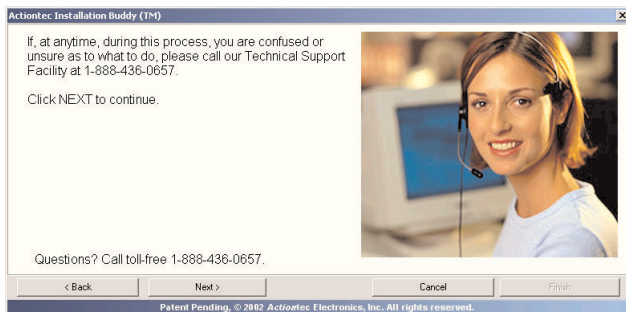 Actiontec Installation Buddy (TM)
If, at anytime, during this process, you are confused or
unsure as to what to do, please call our Technical Support
Facility at 1-888-436-0657.
Click NEXT to continue.
Questions? Call toll-free 1-888-436-0657.
< Back Next > Cancel Finish
Patent Pending, © 2002 Actiontec Electronics, Inc. All rights reserved.